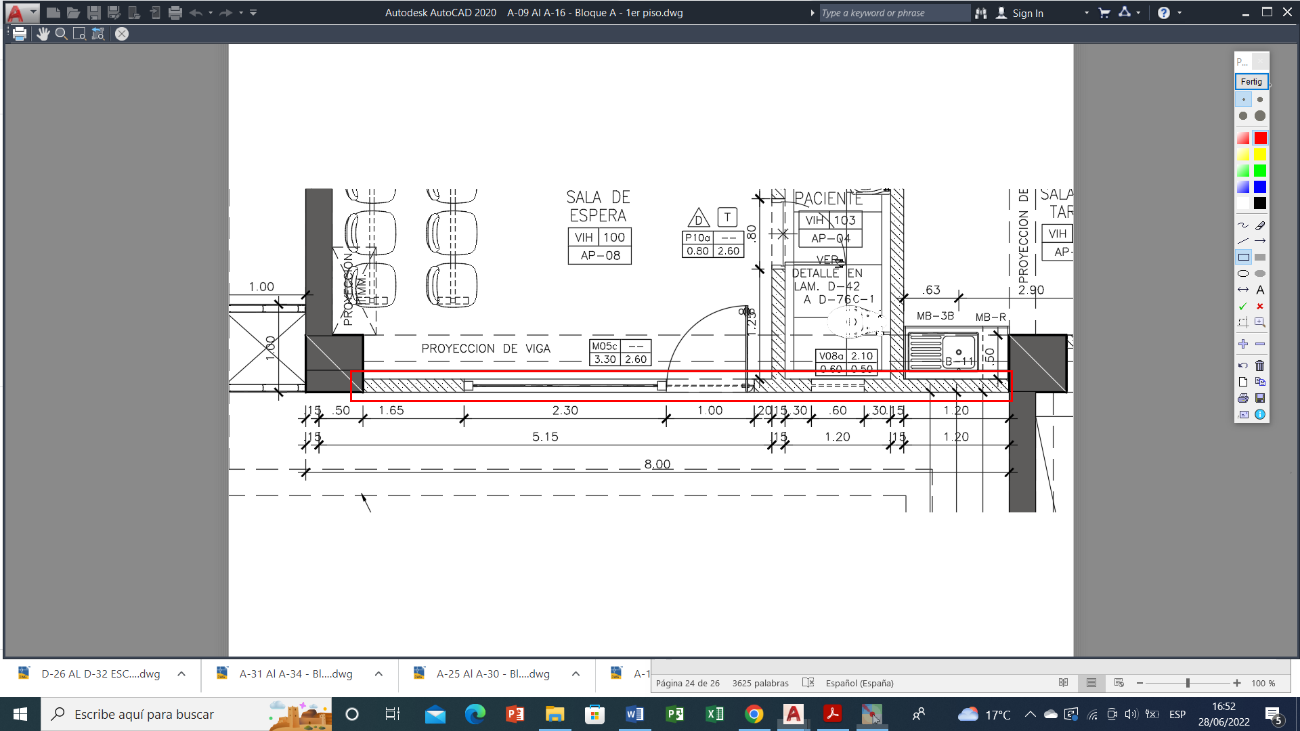 Autodesk AutoCAD 2020 A-09 Al A-16 - Bloque A - 1er piso.dwg
Type a keyword or phrase
Sign In
P...
Fertig
SALA DE
ESPERA
VIH 100
AP-08
D T
P10a --
0.80 2.60
.80
PACIENTE
VIH 103
AP-04
VER
DETALLE EN
LAM. D-42
A D-76C-1
PROYECCION DE
SALA
TAR
VIH
AP-
1.00
1.00
PROYECCION
1.25
.63
2.90
MB-3B MB-R
PROYECCION DE VIGA
M05c --
3.30 2.60
V08a 2.10
0.60 0.50
B-11
.50
.15 .50 1.65 2.30 1.00 .20 .15 .30 .60 .30 .15 1.20
.15 5.15 .15 1.20 .15 1.20
8.00
D-26 AL D-32 ESC....dwg
A-31 Al A-34 - Bl....dwg
A-25 Al A-30 - Bl....dwg
A-1
Página 24 de 26 3625 palabras Español (España) 100 %
Escribe aquí para buscar
17°C
ESP
16:52
28/06/2022
5